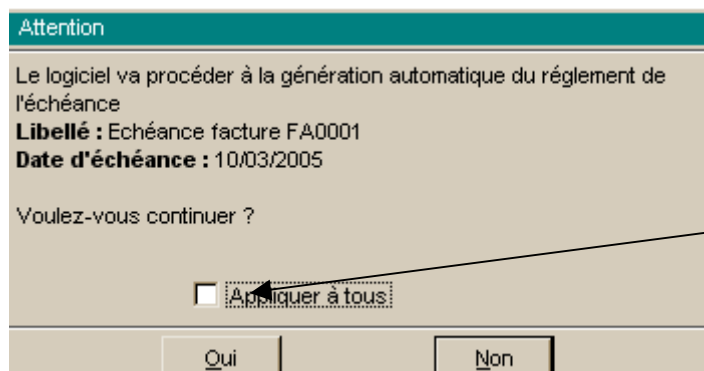 Attention
Le logiciel va procéder à la génération automatique du réglement de
l'échéance
Libellé : Echéance facture FA0001
Date d'échéance : 10/03/2005
Voulez-vous continuer ?
Appliquer à tous
Oui Non